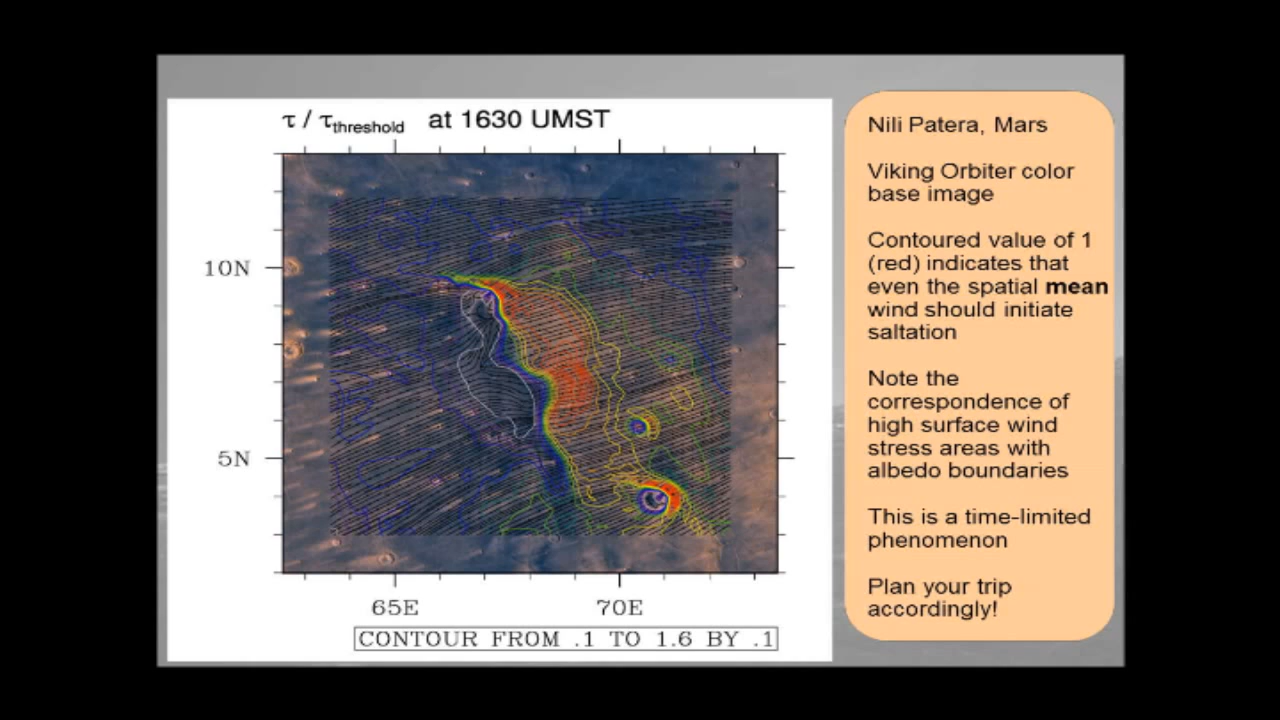 τ / τthreshold at 1630 UMST
10N
5N
65E 70E
CONTOUR FROM .1 TO 1.6 BY .1
Nili Patera, Mars
Viking Orbiter color
base image
Contoured value of 1
(red) indicates that
even the spatial mean
wind should initiate
saltation
Note the
correspondence of
high surface wind
stress areas with
albedo boundaries
This is a time-limited
phenomenon
Plan your trip
accordingly!